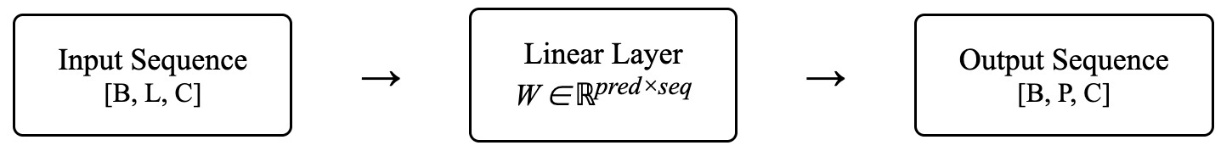 Input Sequence
[B, L, C]
→
Linear Layer
W ∈ ℝ^{pred×seq}
→
Output Sequence
[B, P, C]